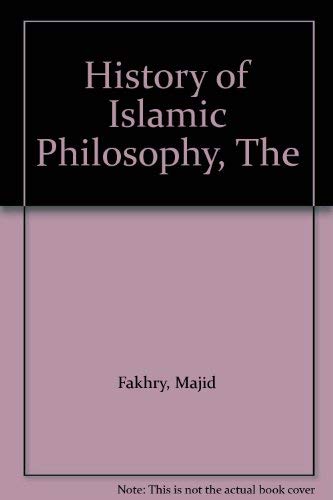 History of
Islamic
Philosophy, The
Fakhry, Majid
Note: This is not the actual book cover